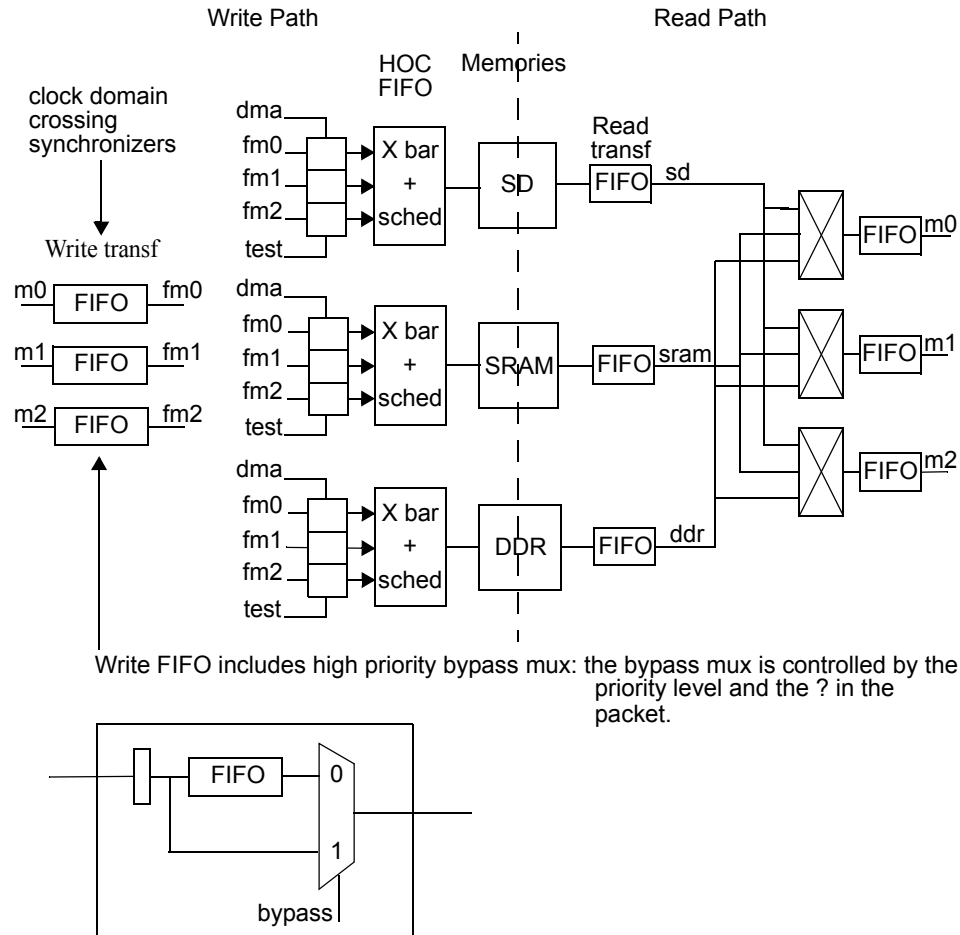 Write Path
Read Path
HOC
FIFO
Memories
clock domain
crossing
synchronizers
Write transf
m0
FIFO
fm0
m1
FIFO
fm1
m2
FIFO
fm2
dma
fm0
fm1
fm2
test
X bar
+
sched
SD
Read
transf
FIFO
sd
dma
fm0
fm1
fm2
test
X bar
+
sched
SRAM
FIFO
sram
dma
fm0
fm1
fm2
test
X bar
+
sched
DDR
FIFO
ddr
FIFO
m0
FIFO
m1
FIFO
m2
Write FIFO includes high priority bypass mux: the bypass mux is controlled by the
priority level and the ? in the
packet.
FIFO
0
1
bypass